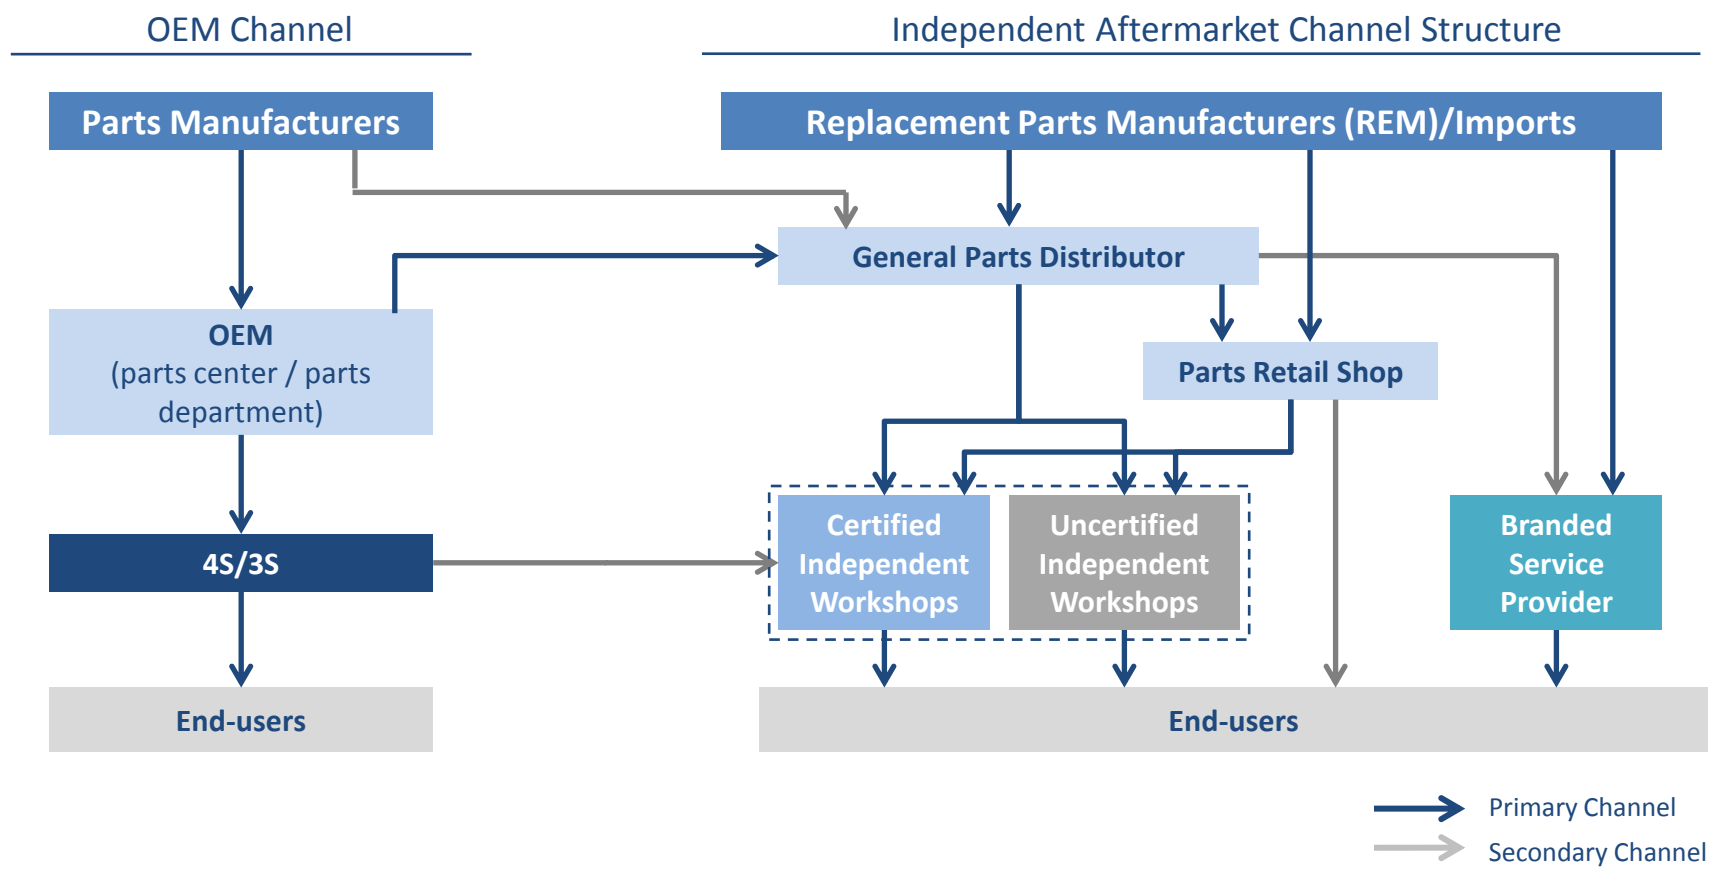 OEM Channel
Independent Aftermarket Channel Structure
Parts Manufacturers
Replacement Parts Manufacturers (REM)/Imports
General Parts Distributor
OEM
(parts center / parts
department)
Parts Retail Shop
4S/3S
Certified
Independent
Workshops
Uncertified
Independent
Workshops
Branded
Service
Provider
End-users
End-users
Primary Channel
Secondary Channel